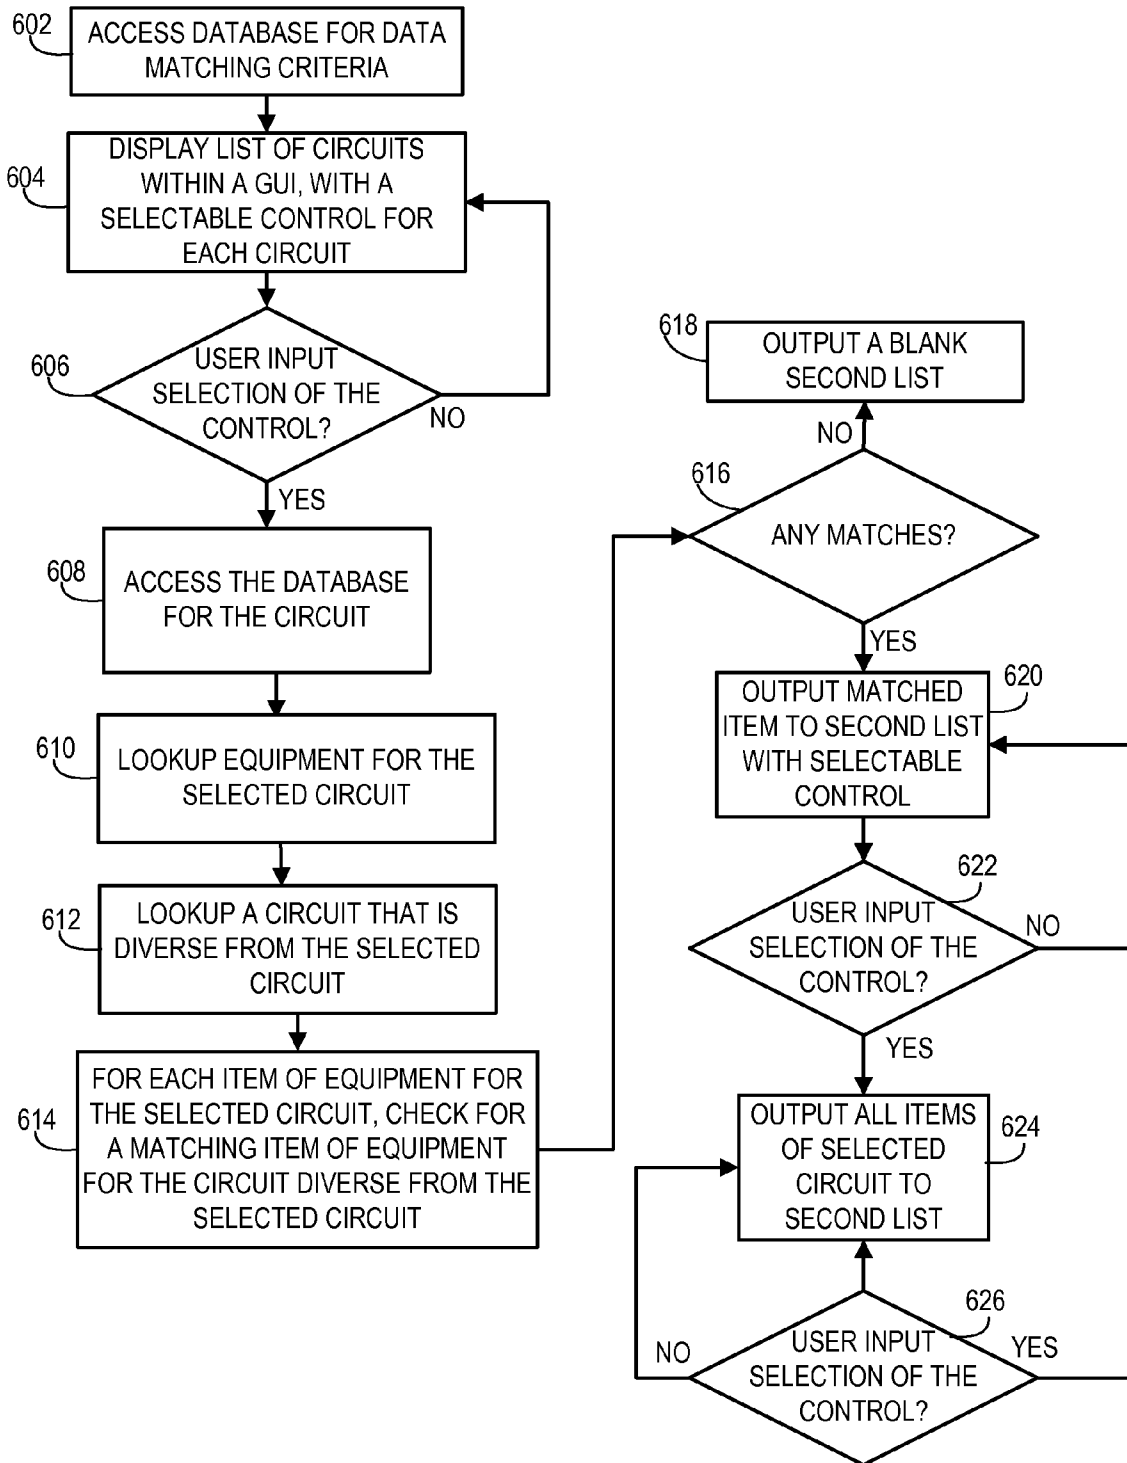 602
ACCESS DATABASE FOR DATA
MATCHING CRITERIA
604
DISPLAY LIST OF CIRCUITS
WITHIN A GUI, WITH A
SELECTABLE CONTROL FOR
EACH CIRCUIT
606
USER INPUT
SELECTION OF THE
CONTROL?
NO
YES
608
ACCESS THE DATABASE
FOR THE CIRCUIT
610
LOOKUP EQUIPMENT FOR THE
SELECTED CIRCUIT
612
LOOKUP A CIRCUIT THAT IS
DIVERSE FROM THE SELECTED
CIRCUIT
614
FOR EACH ITEM OF EQUIPMENT FOR
THE SELECTED CIRCUIT, CHECK FOR
A MATCHING ITEM OF EQUIPMENT
FOR THE CIRCUIT DIVERSE FROM THE
SELECTED CIRCUIT
618
OUTPUT A BLANK
SECOND LIST
NO
616
ANY MATCHES?
YES
620
OUTPUT MATCHED
ITEM TO SECOND LIST
WITH SELECTABLE
CONTROL
622
USER INPUT
SELECTION OF THE
CONTROL?
NO
YES
624
OUTPUT ALL ITEMS
OF SELECTED
CIRCUIT TO
SECOND LIST
626
USER INPUT
SELECTION OF THE
CONTROL?
NO
YES